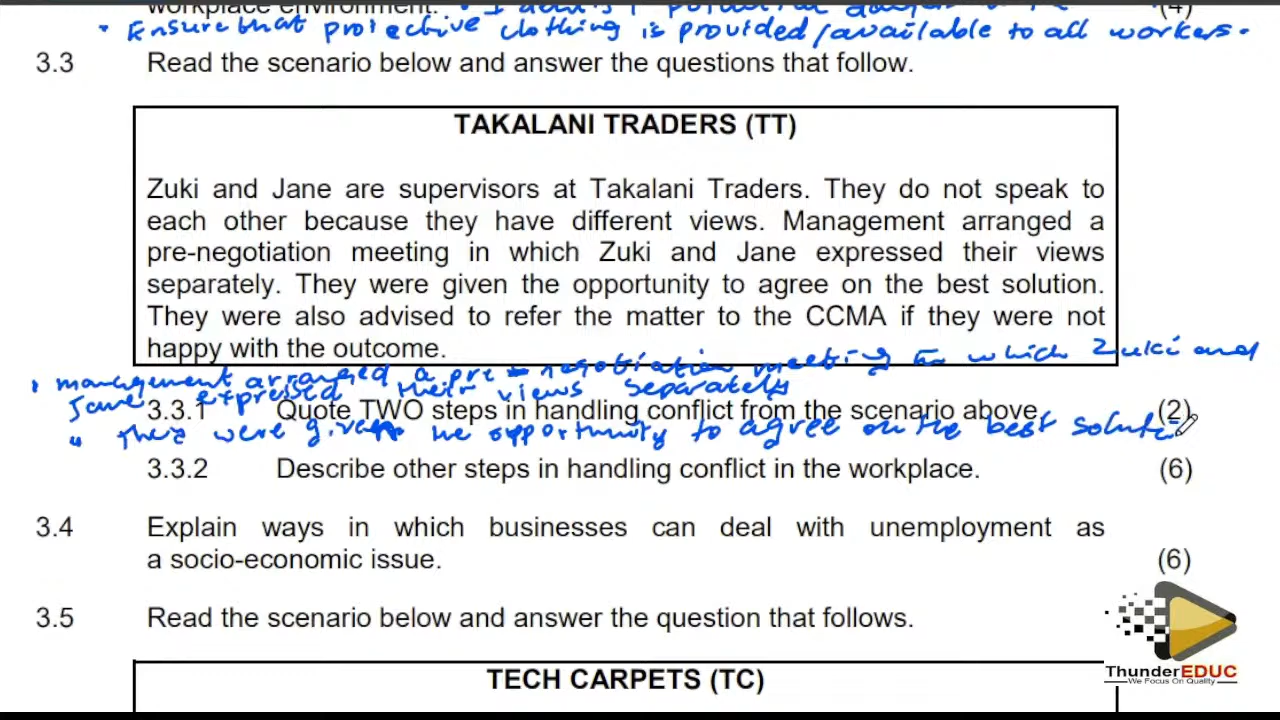 workplace environment.
(4)
• Ensure that protective clothing is provided/available to all workers.
3.3 Read the scenario below and answer the questions that follow.
TAKALANI TRADERS (TT)
Zuki and Jane are supervisors at Takalani Traders. They do not speak to
each other because they have different views. Management arranged a
pre-negotiation meeting in which Zuki and Jane expressed their views
separately. They were given the opportunity to agree on the best solution.
They were also advised to refer the matter to the CCMA if they were not
happy with the outcome.
• management arranged a pre-negotiation meeting in which Zuki and
Jane expressed their views separately
3.3.1 Quote TWO steps in handling conflict from the scenario above. (2)
• They were given the opportunity to agree on the best solut
3.3.2 Describe other steps in handling conflict in the workplace. (6)
3.4 Explain ways in which businesses can deal with unemployment as
a socio-economic issue. (6)
3.5 Read the scenario below and answer the question that follows.
TECH CARPETS (TC)
ThunderEDUC
We Focus On Quality